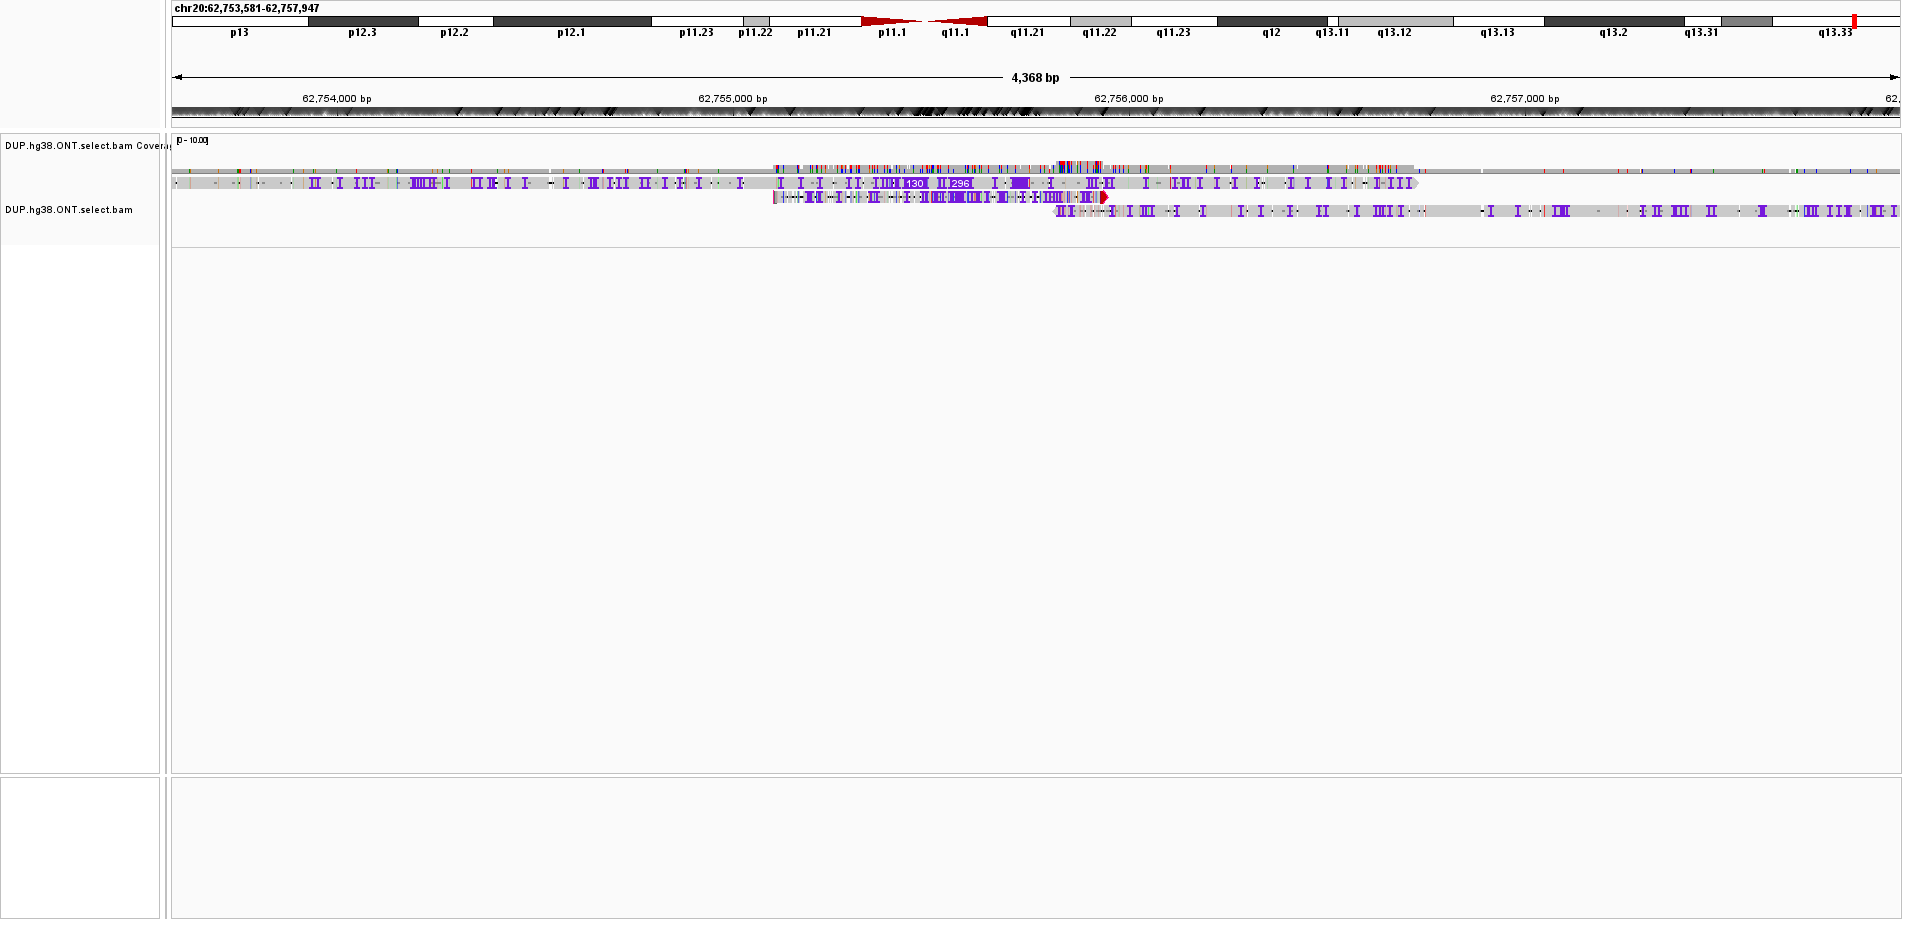 chr20:62,753,581-62,757,947
p13 p12.3 p12.2 p12.1 p11.23 p11.22 p11.21 p11.1 q11.1 q11.21 q11.22 q11.23 q12 q13.11 q13.12 q13.13 q13.2 q13.31 q13.33
4,368 bp
62,754,000 bp 62,755,000 bp 62,756,000 bp 62,757,000 bp 62,
DUP.hg38.ONT.select.bam Covera
[0 - 10.00]
130 296
DUP.hg38.ONT.select.bam